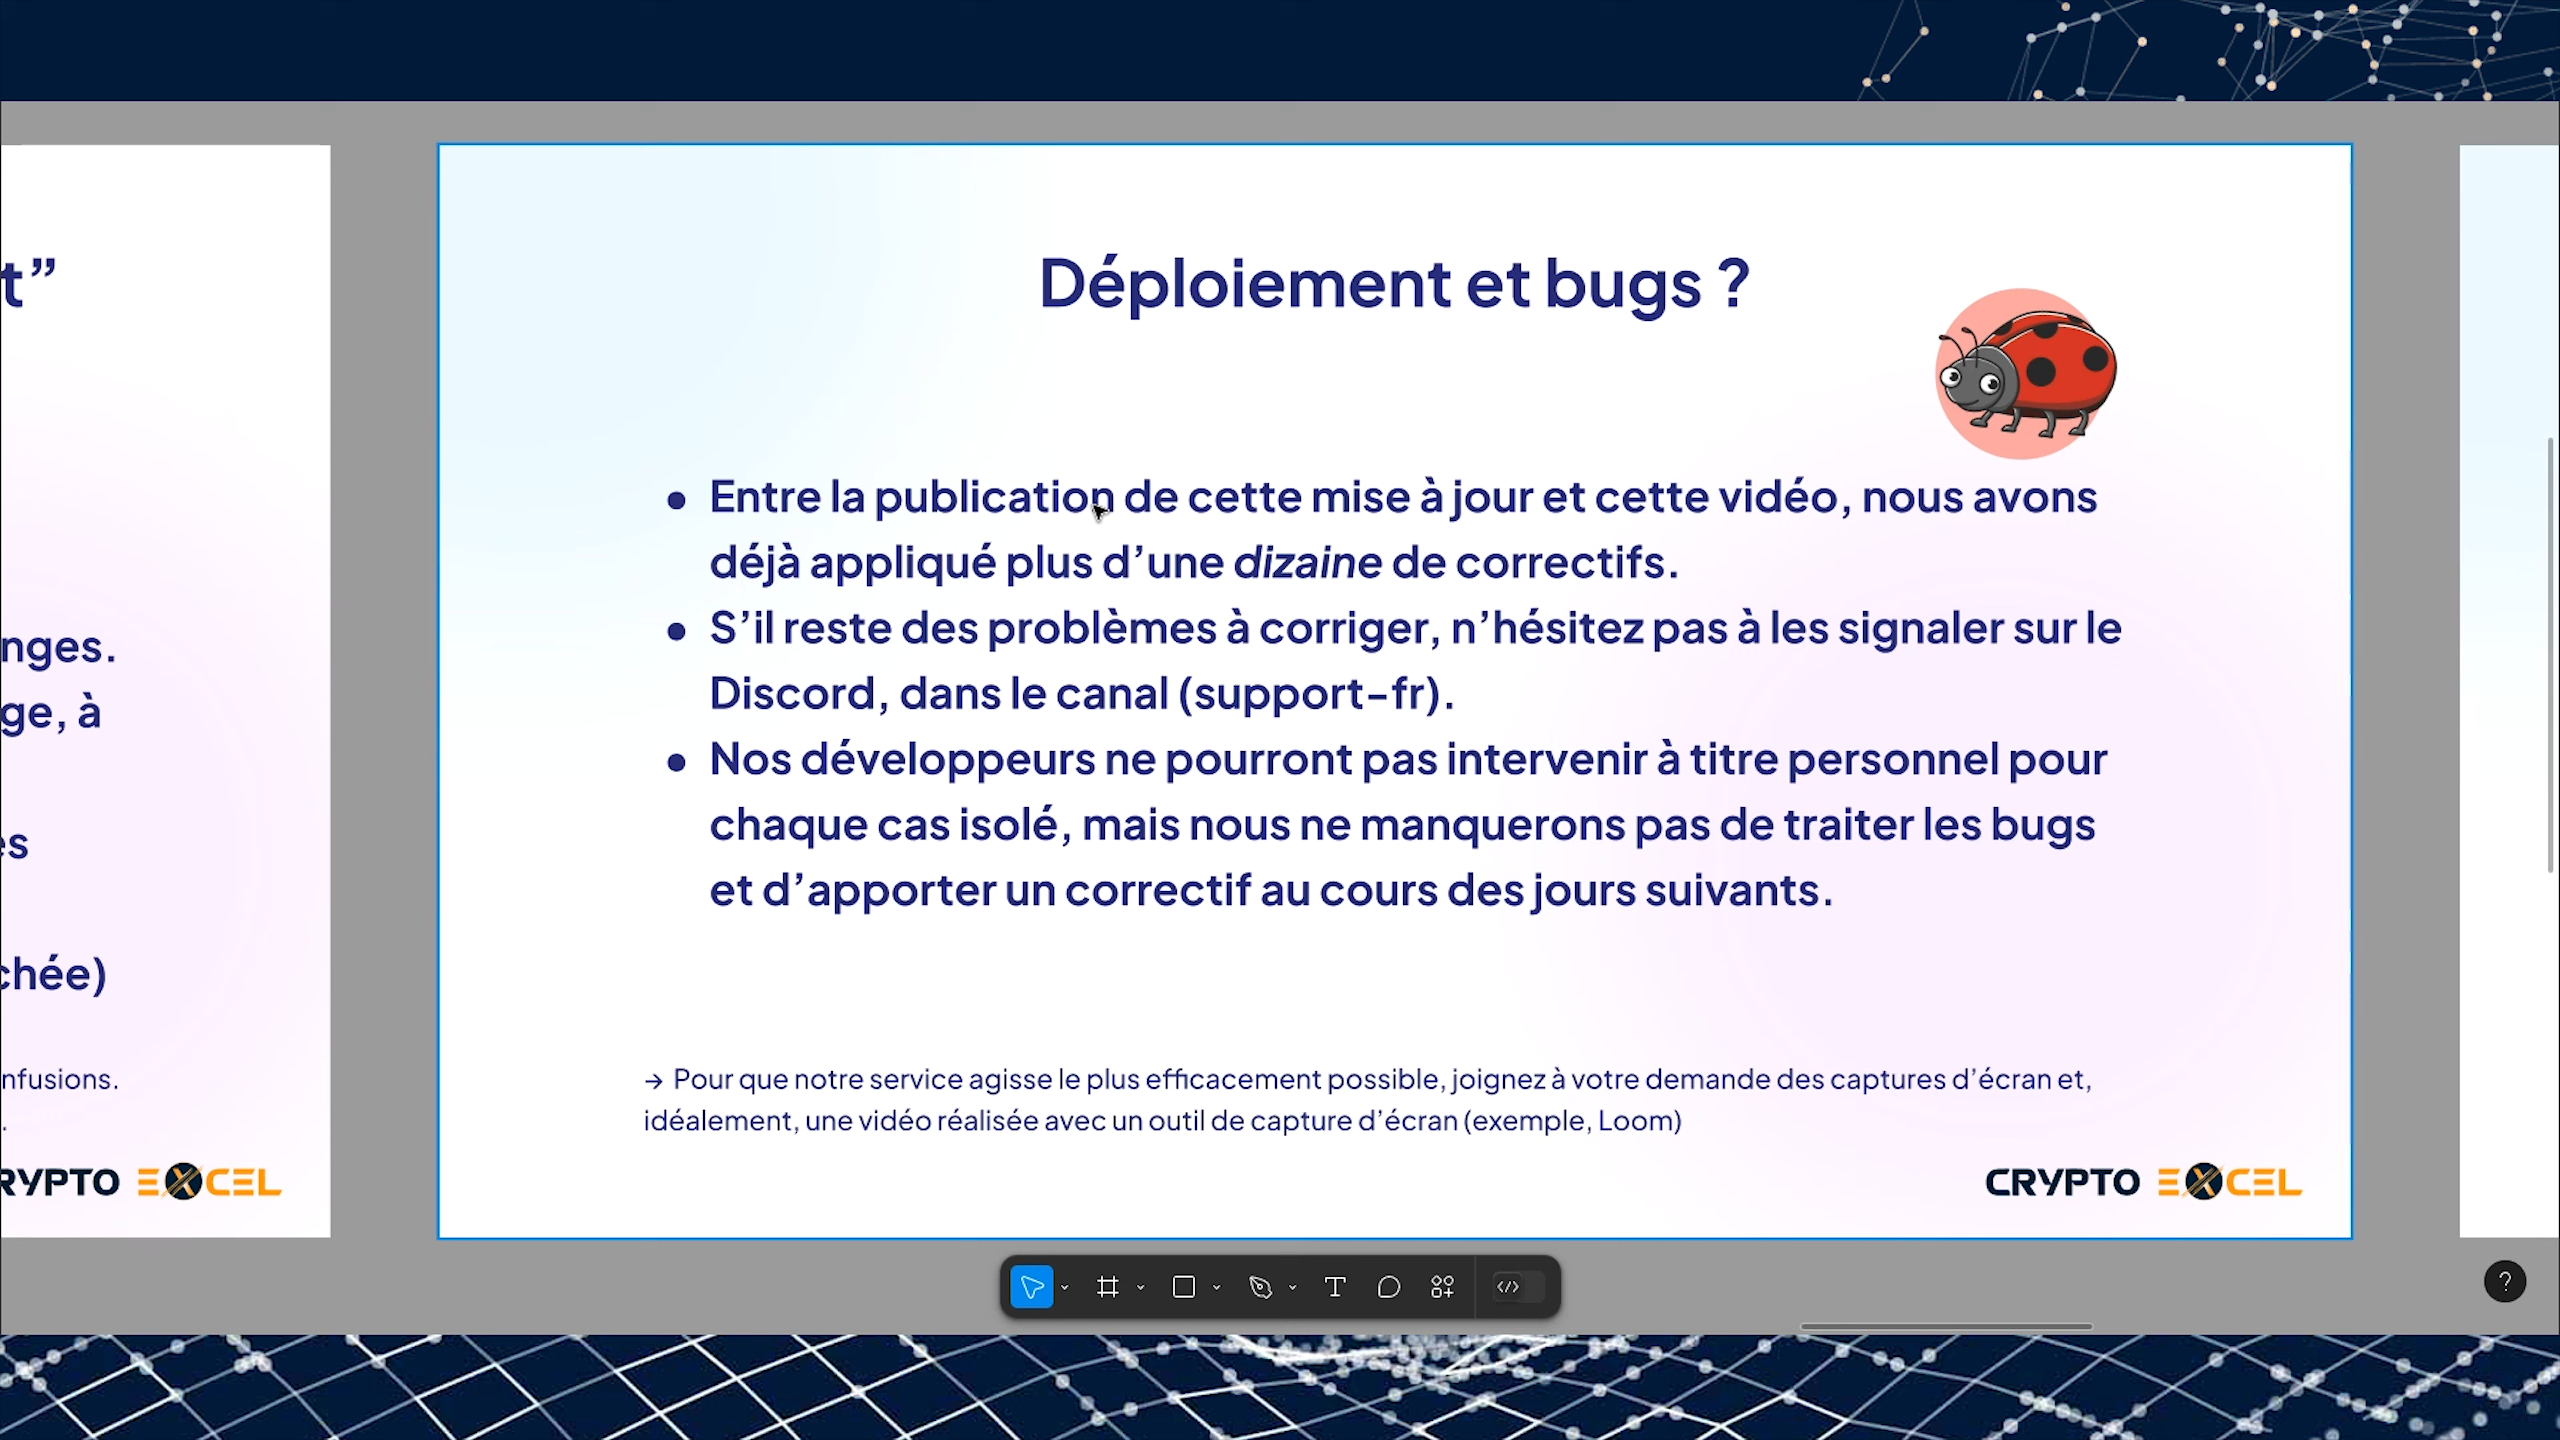 t”
nges.
ge, à
es
chée)
nfusions.
.
RYPTO EXCEL
Déploiement et bugs ?
● Entre la publication de cette mise à jour et cette vidéo, nous avons
déjà appliqué plus d’une dizaine de correctifs.
● S’il reste des problèmes à corriger, n’hésitez pas à les signaler sur le
Discord, dans le canal (support-fr).
● Nos développeurs ne pourront pas intervenir à titre personnel pour
chaque cas isolé, mais nous ne manquerons pas de traiter les bugs
et d’apporter un correctif au cours des jours suivants.
→ Pour que notre service agisse le plus efficacement possible, joignez à votre demande des captures d’écran et,
idéalement, une vidéo réalisée avec un outil de capture d’écran (exemple, Loom)
CRYPTO EXCEL
?